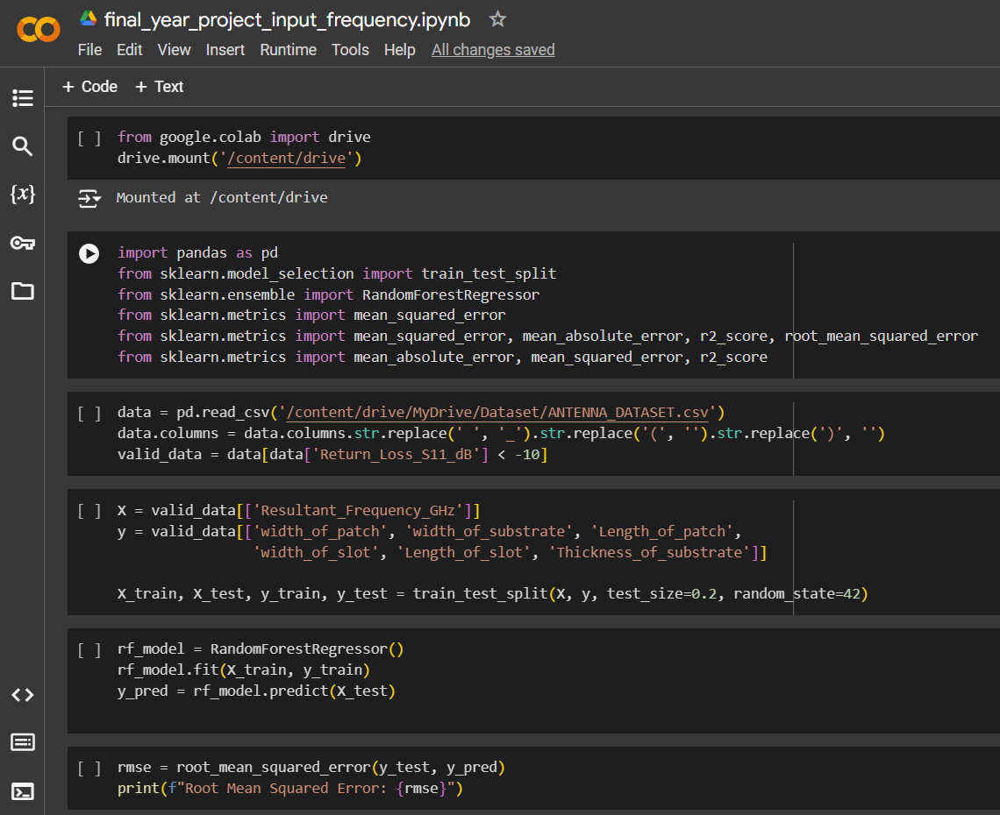 final_year_project_input_frequency.ipynb
File Edit View Insert Runtime Tools Help All changes saved
+ Code + Text
[ ] from google.colab import drive
drive.mount('/content/drive')
Mounted at /content/drive
import pandas as pd
from sklearn.model_selection import train_test_split
from sklearn.ensemble import RandomForestRegressor
from sklearn.metrics import mean_squared_error
from sklearn.metrics import mean_squared_error, mean_absolute_error, r2_score, root_mean_squared_error
from sklearn.metrics import mean_absolute_error, mean_squared_error, r2_score
[ ] data = pd.read_csv('/content/drive/MyDrive/Dataset/ANTENNA_DATASET.csv')
data.columns = data.columns.str.replace(' ', '_').str.replace('(', '').str.replace(')', '')
valid_data = data[data['Return_Loss_S11_dB'] < -10]
[ ] X = valid_data[['Resultant_Frequency_GHz']]
y = valid_data[['width_of_patch', 'width_of_substrate', 'Length_of_patch',
'width_of_slot', 'Length_of_slot', 'Thickness_of_substrate']]
X_train, X_test, y_train, y_test = train_test_split(X, y, test_size=0.2, random_state=42)
[ ] rf_model = RandomForestRegressor()
rf_model.fit(X_train, y_train)
y_pred = rf_model.predict(X_test)
[ ] rmse = root_mean_squared_error(y_test, y_pred)
print(f"Root Mean Squared Error: {rmse}")